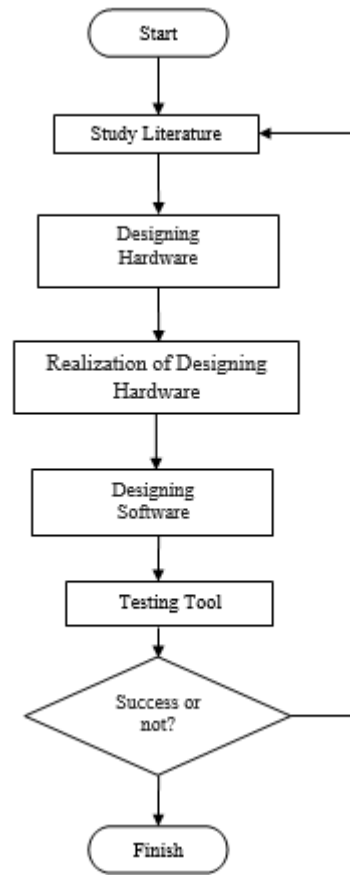 Start
Study Literature
Designing
Hardware
Realization of Designing
Hardware
Designing
Software
Testing Tool
Success or
not?
Finish